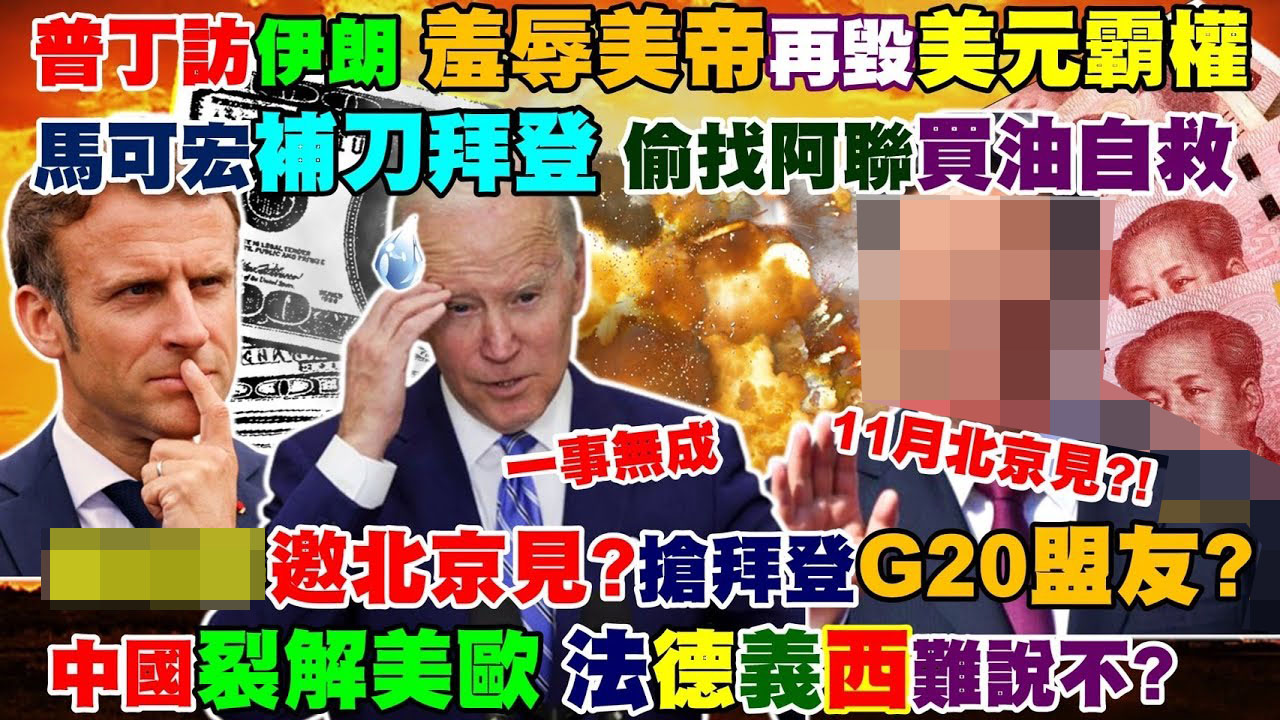 普丁訪伊朗 羞辱美帝再毀美元霸權
馬可宏補刀拜登 偷找阿聯買油自救
一事無成
11月北京見?!
邀北京見?搶拜登G20盟友?
中國裂解美歐 法德義西難說不?